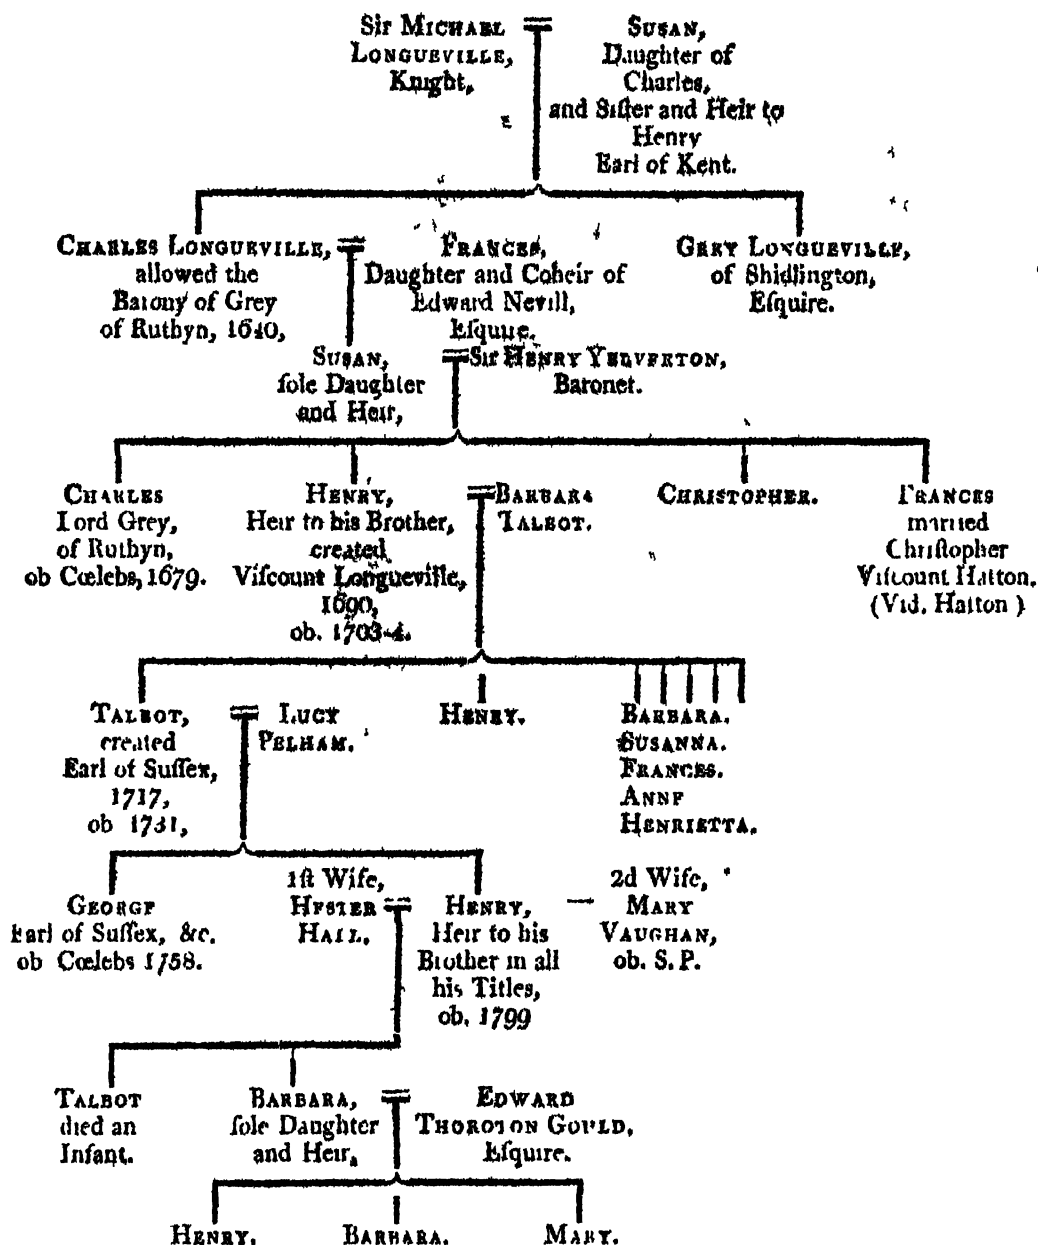 Sir MICHAEL
LONGUEVILLE,
Knight,
SUSAN,
Daughter of
Charles,
and Sister and Heir to
Henry
Earl of Kent.
CHARLES LONGUEVILLE,
allowed the
Barony of Grey
of Ruthyn, 1640,
FRANCES,
Daughter and Coheir of
Edward Nevill,
Esquire.
GREY LONGUEVILLE,
of Shidlington,
Esquire.
SUSAN,
sole Daughter
and Heir,
Sir HENRY YELVERTON,
Baronet.
CHARLES
Lord Grey,
of Ruthyn,
ob Cœlebs, 1679.
HENRY,
Heir to his Brother,
created
Viscount Longueville,
1690,
ob. 1703-4.
BARBARA
TALBOT.
CHRISTOPHER.
FRANCES
married
Christopher
Viscount Hatton.
(Vid. Hatton)
TALBOT,
created
Earl of Sussex,
1717,
ob 1731,
LUCY
PELHAM.
HENRY.
BARBARA.
SUSANNA.
FRANCES.
ANNE
HENRIETTA.
GEORGE
Earl of Sussex, &c.
ob Cœlebs 1758.
1st Wife,
HESTER
HALL,
HENRY,
Heir to his
Brother in all
his Titles,
ob. 1799
2d Wife,
MARY
VAUGHAN,
ob. S. P.
TALBOT
died an
Infant.
BARBARA,
sole Daughter
and Heir,
EDWARD
THOROTON GOULD,
Esquire.
HENRY.
BARBARA.
MARY.